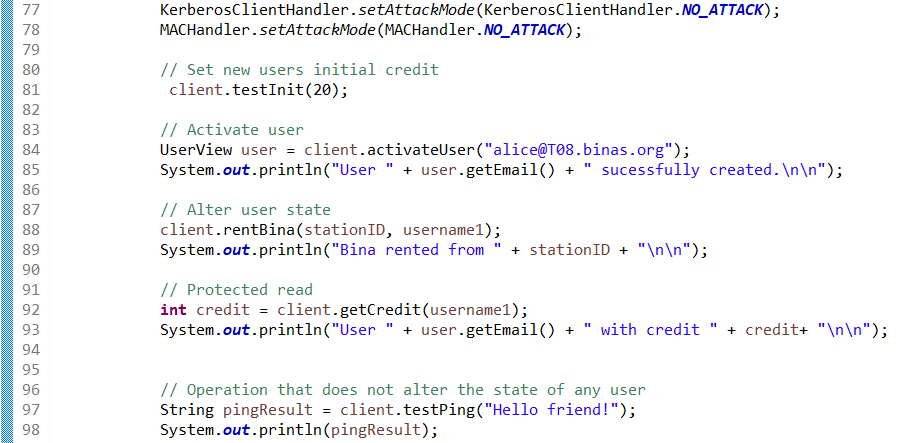 77 KerberosClientHandler.setAttackMode(KerberosClientHandler.NO_ATTACK);
78 MACHandler.setAttackMode(MACHandler.NO_ATTACK);
79
80 // Set new users initial credit
81 client.testInit(20);
82
83 // Activate user
84 UserView user = client.activateUser("alice@T08.binas.org");
85 System.out.println("User " + user.getEmail() + " sucessfully created.\n\n");
86
87 // Alter user state
88 client.rentBina(stationID, username1);
89 System.out.println("Bina rented from " + stationID + "\n\n");
90
91 // Protected read
92 int credit = client.getCredit(username1);
93 System.out.println("User " + user.getEmail() + " with credit " + credit+ "\n\n");
94
95
96 // Operation that does not alter the state of any user
97 String pingResult = client.testPing("Hello friend!");
98 System.out.println(pingResult);